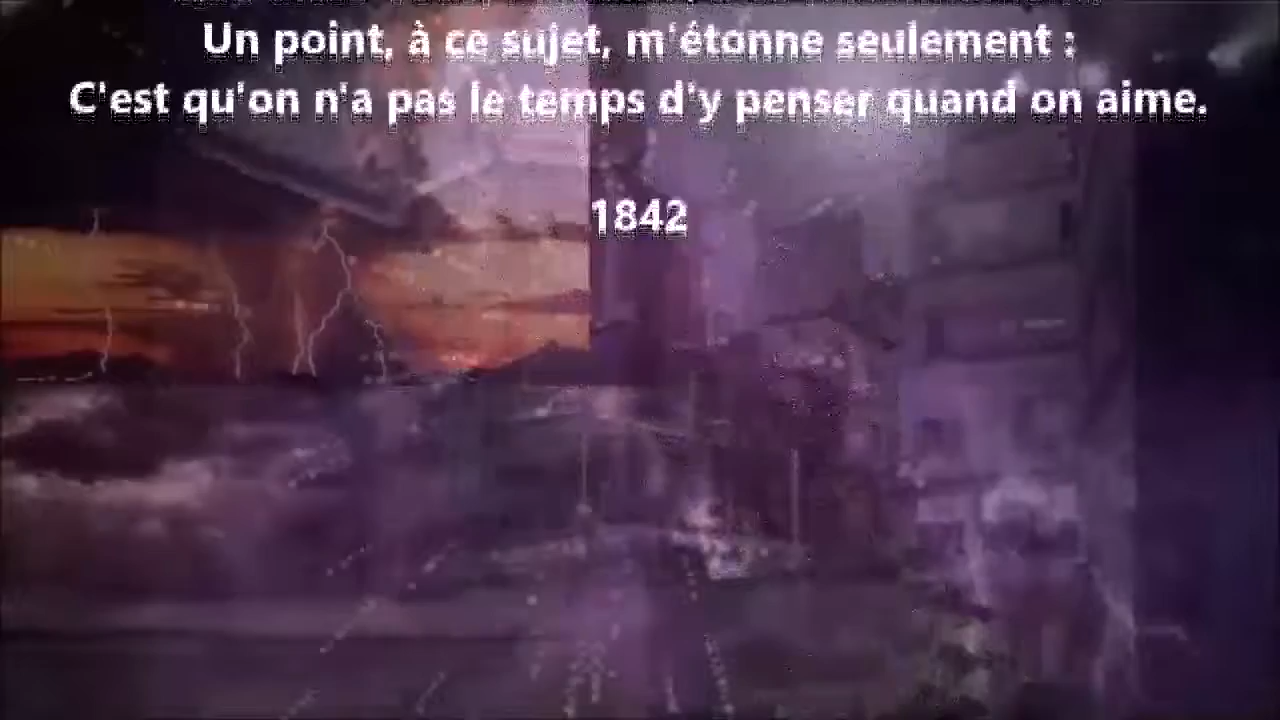 Un point, à ce sujet, m'étonne seulement :
C'est qu'on n'a pas le temps d'y penser quand on aime.
1842